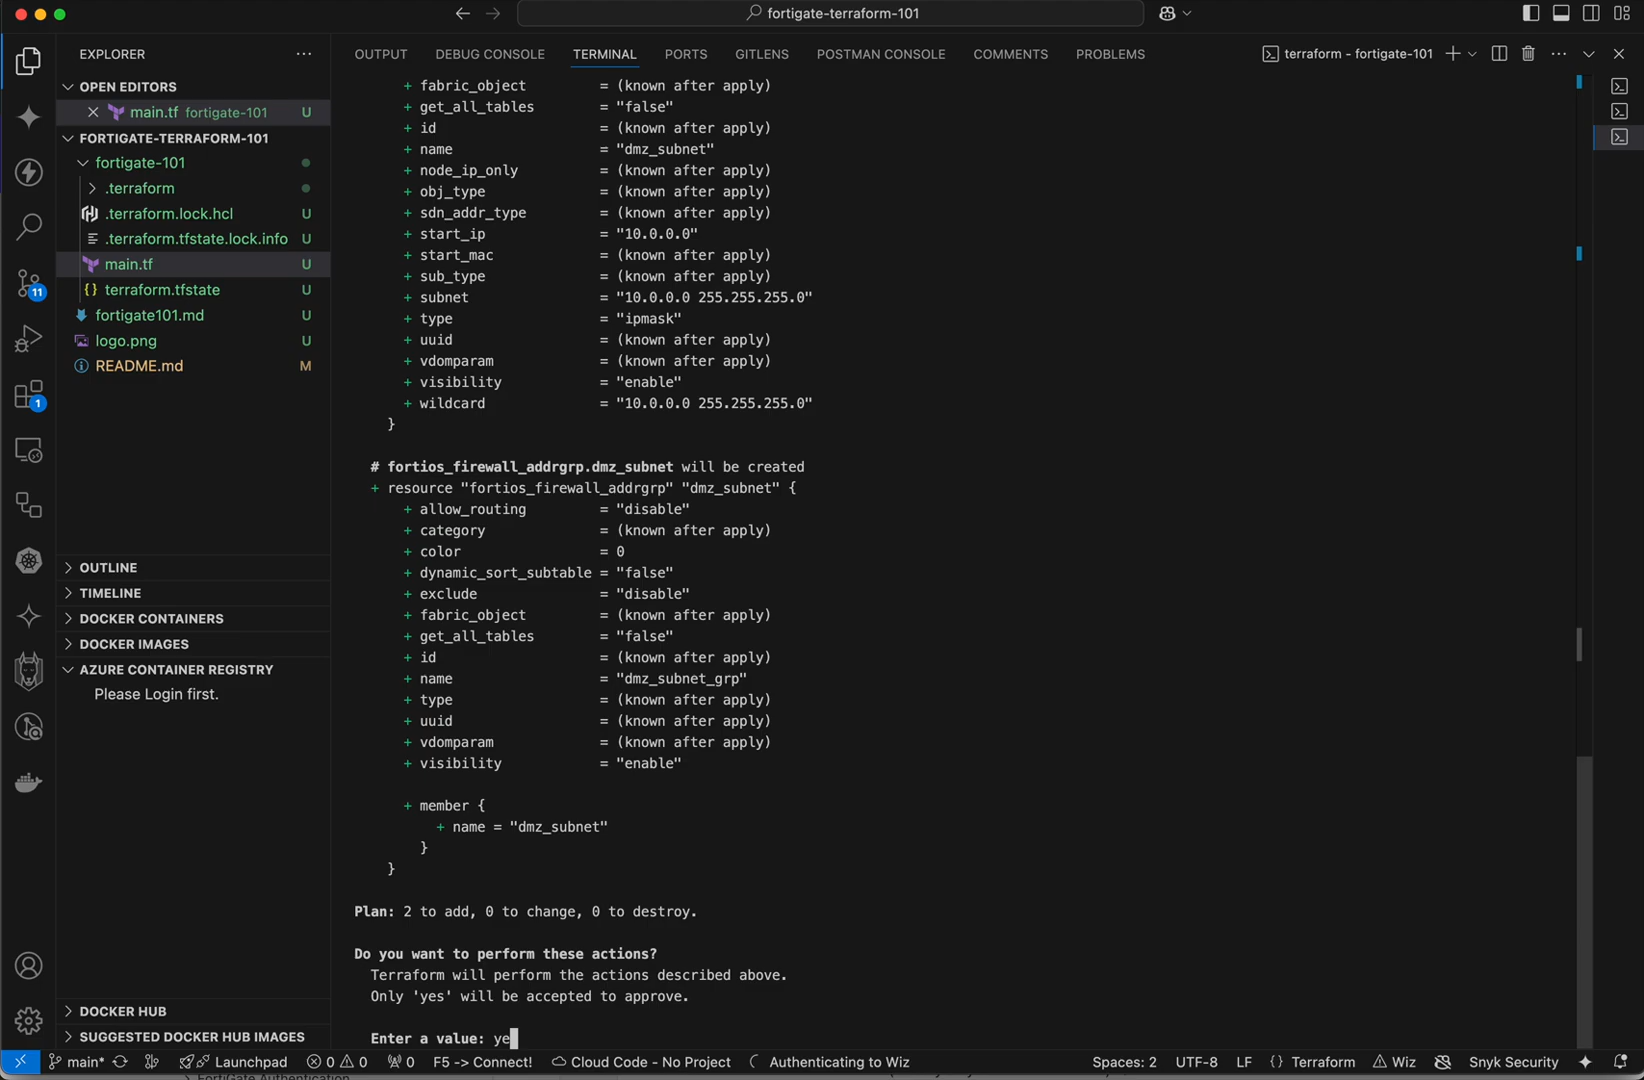 fortigate-terraform-101
EXPLORER
OUTPUT DEBUG CONSOLE TERMINAL PORTS GITLENS POSTMAN CONSOLE COMMENTS PROBLEMS
terraform - fortigate-101
OPEN EDITORS
main.tf fortigate-101 U
FORTIGATE-TERRAFORM-101
fortigate-101
.terraform
.terraform.lock.hcl U
.terraform.tfstate.lock.info U
main.tf U
terraform.tfstate U
fortigate101.md U
logo.png U
README.md M
11
1
OUTLINE
TIMELINE
DOCKER CONTAINERS
DOCKER IMAGES
AZURE CONTAINER REGISTRY
Please Login first.
DOCKER HUB
SUGGESTED DOCKER HUB IMAGES
+ fabric_object = (known after apply)
+ get_all_tables = "false"
+ id = (known after apply)
+ name = "dmz_subnet"
+ node_ip_only = (known after apply)
+ obj_type = (known after apply)
+ sdn_addr_type = (known after apply)
+ start_ip = "10.0.0.0"
+ start_mac = (known after apply)
+ sub_type = (known after apply)
+ subnet = "10.0.0.0 255.255.255.0"
+ type = "ipmask"
+ uuid = (known after apply)
+ vdomparam = (known after apply)
+ visibility = "enable"
+ wildcard = "10.0.0.0 255.255.255.0"
}
# fortios_firewall_addrgrp.dmz_subnet will be created
+ resource "fortios_firewall_addrgrp" "dmz_subnet" {
+ allow_routing = "disable"
+ category = (known after apply)
+ color = 0
+ dynamic_sort_subtable = "false"
+ exclude = "disable"
+ fabric_object = (known after apply)
+ get_all_tables = "false"
+ id = (known after apply)
+ name = "dmz_subnet_grp"
+ type = (known after apply)
+ uuid = (known after apply)
+ vdomparam = (known after apply)
+ visibility = "enable"
+ member {
+ name = "dmz_subnet"
}
}
Plan: 2 to add, 0 to change, 0 to destroy.
Do you want to perform these actions?
Terraform will perform the actions described above.
Only 'yes' will be accepted to approve.
Enter a value: ye
main* Launchpad 0 0 0 F5 -> Connect! Cloud Code - No Project Authenticating to Wiz Spaces: 2 UTF-8 LF {} Terraform Wiz Snyk Security